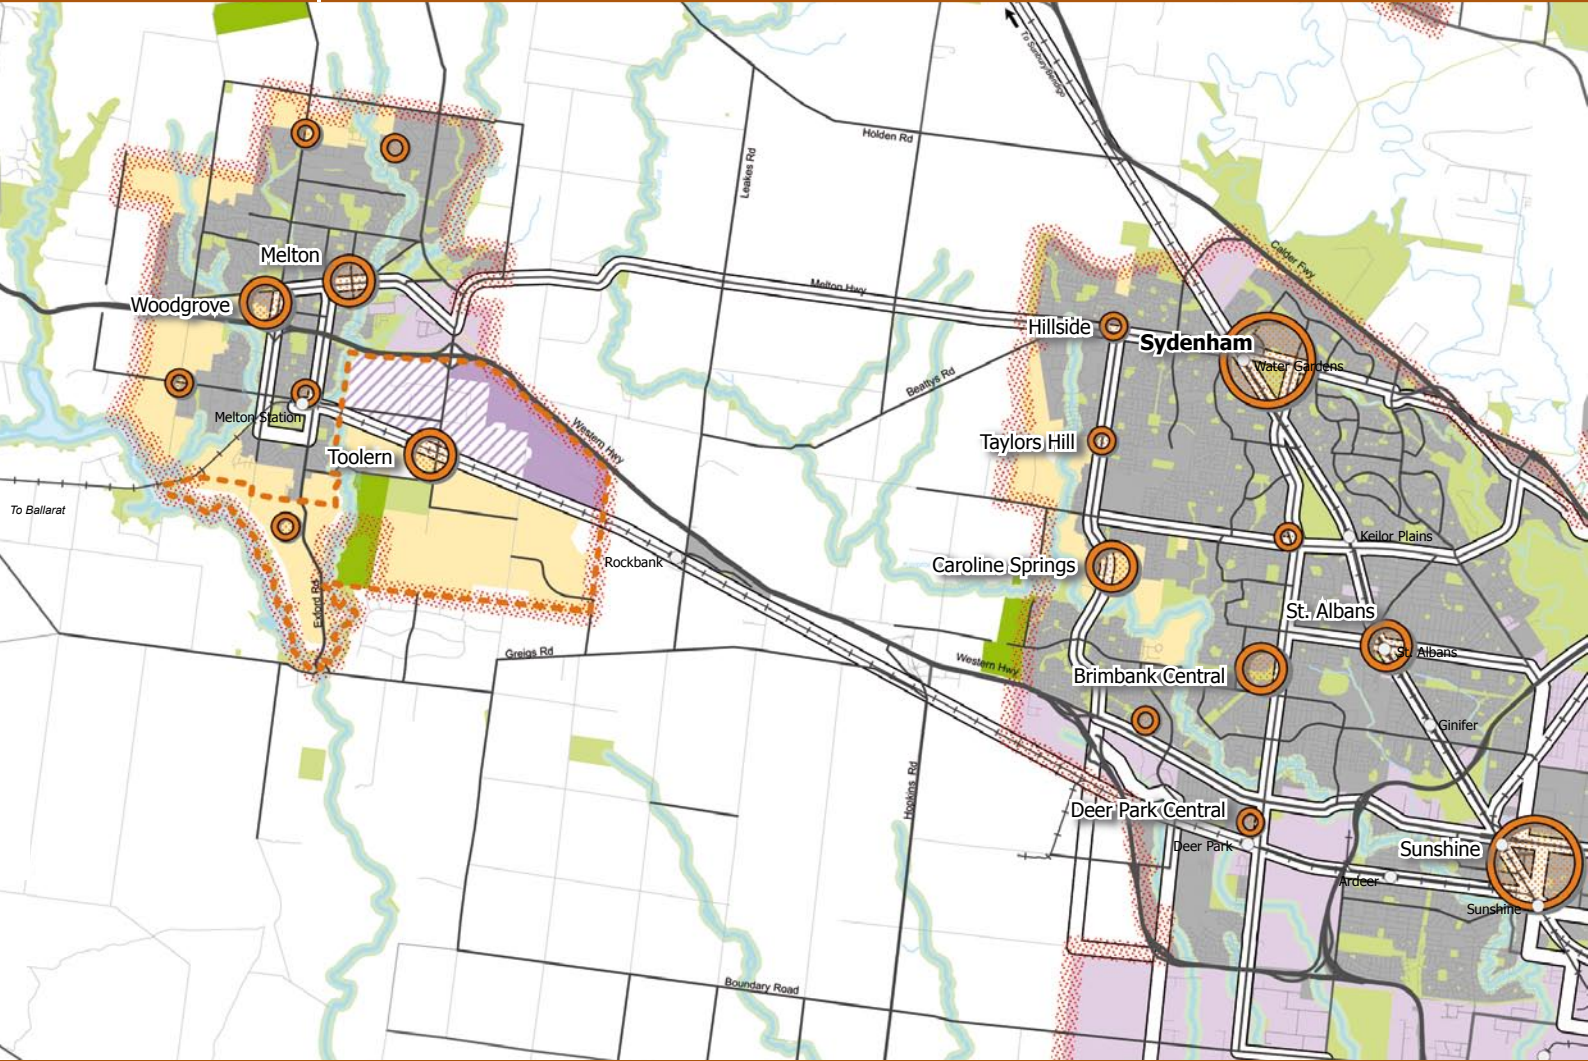 To Sunbury/Bendigo
Holden Rd
Leakes Rd
Melton
Calder Fwy
Woodgrove
Melton Hwy
Hillside
Sydenham
Water Gardens
Beattys Rd
Melton Station
Western Hwy
Taylors Hill
Toolern
To Ballarat
Keilor Plains
Rockbank
Caroline Springs
Exford Rd
St. Albans
St. Albans
Greigs Rd
Western Hwy
Brimbank Central
Ginifer
Hopkins Rd
Deer Park Central
Deer Park
Sunshine
Ardeer
Sunshine
Boundary Road